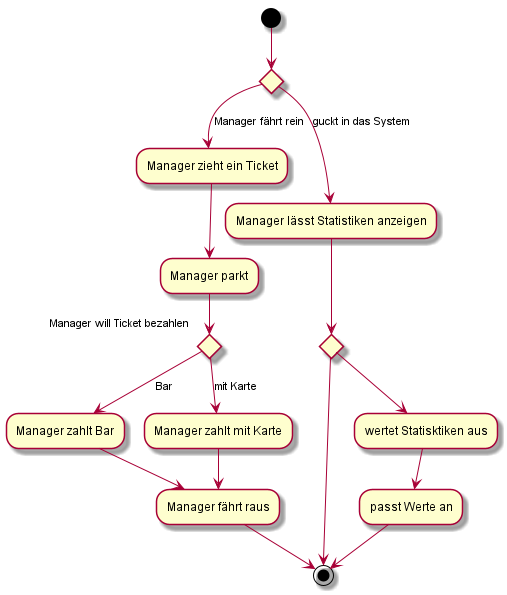 Manager fährt rein
guckt in das System
Manager zieht ein Ticket
Manager lässt Statistiken anzeigen
Manager parkt
Manager will Ticket bezahlen
Bar
mit Karte
Manager zahlt Bar
Manager zahlt mit Karte
wertet Statisktiken aus
Manager fährt raus
passt Werte an